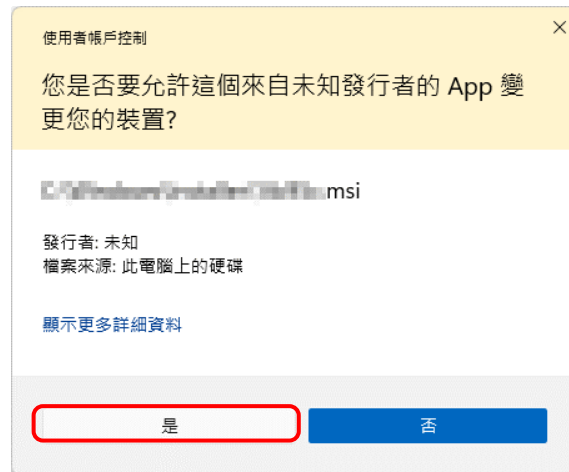 使用者帳戶控制
您是否要允許這個來自未知發行者的 App 變
更您的裝置?
.msi
發行者: 未知
檔案來源: 此電腦上的硬碟
顯示更多詳細資料
是
否